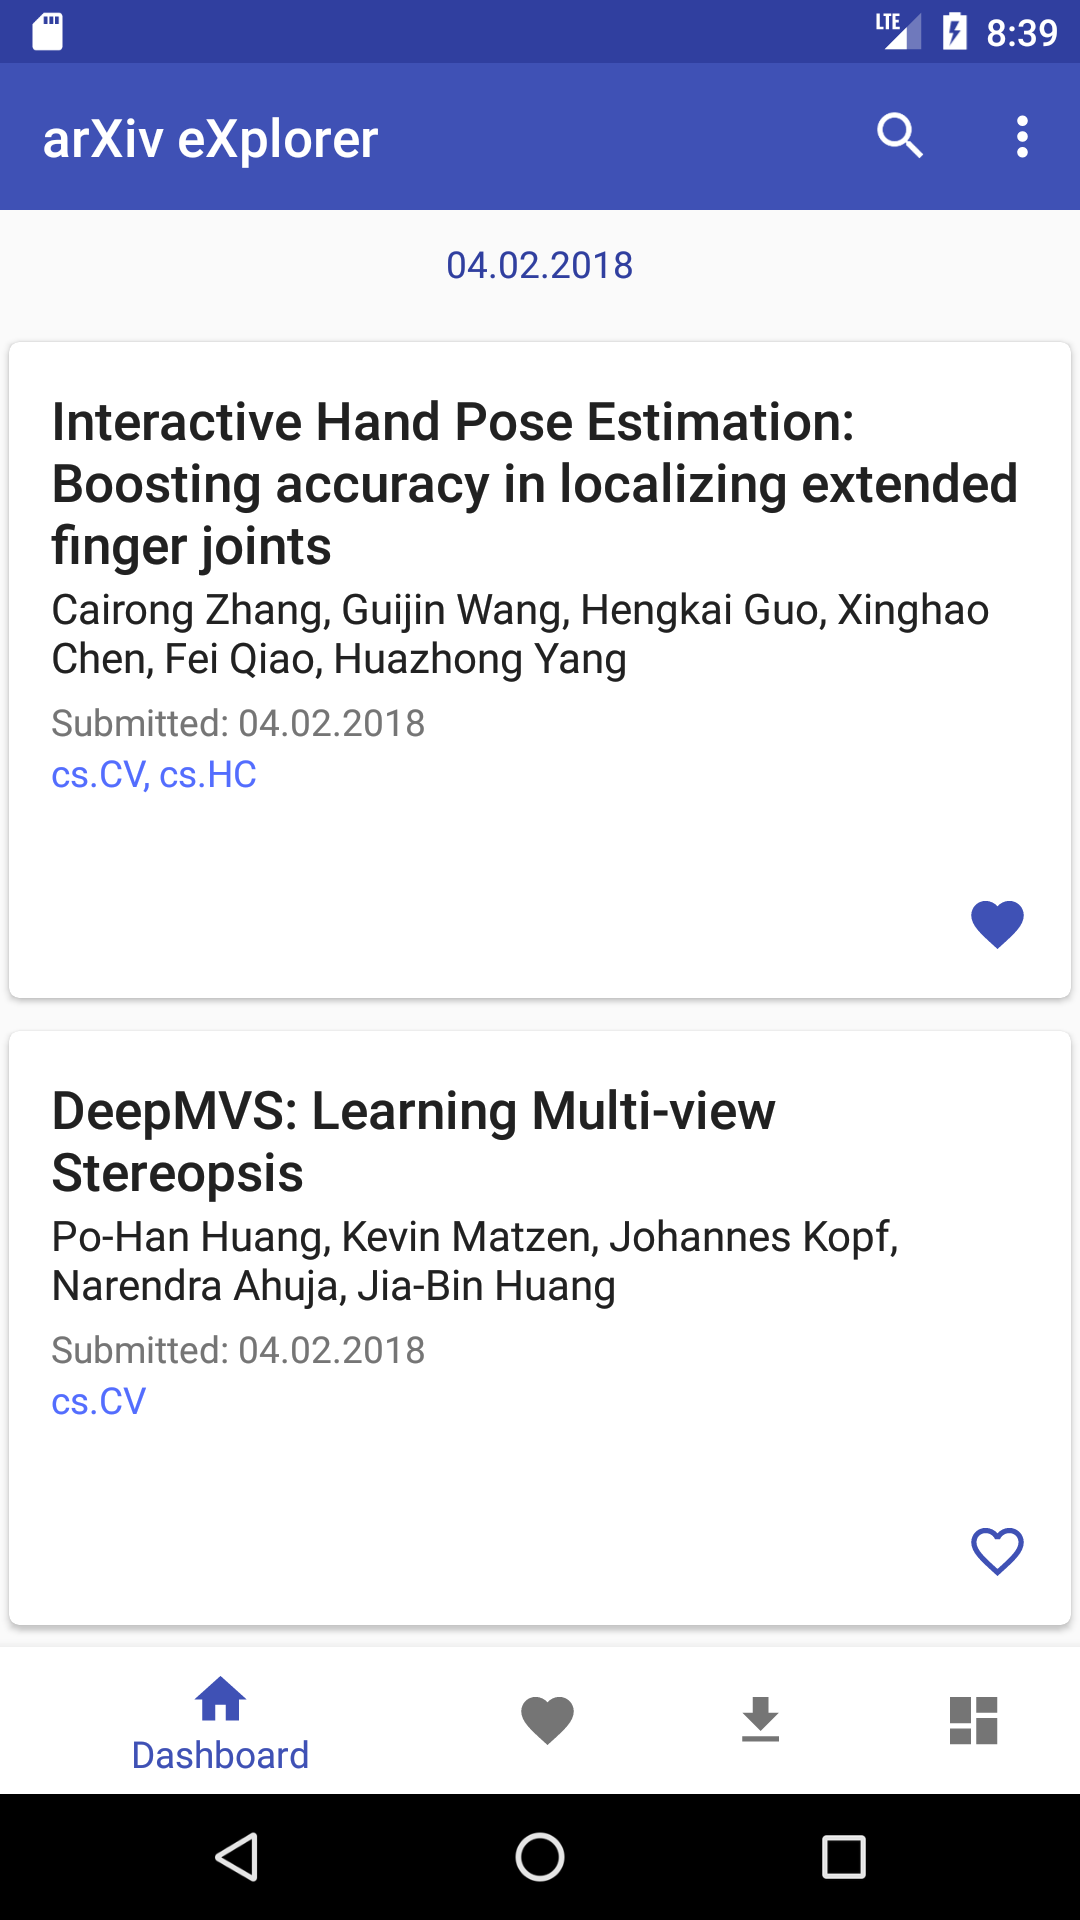 LTE 8:39
arXiv eXplorer
04.02.2018
Interactive Hand Pose Estimation:
Boosting accuracy in localizing extended
finger joints
Cairong Zhang, Guijin Wang, Hengkai Guo, Xinghao
Chen, Fei Qiao, Huazhong Yang
Submitted: 04.02.2018
cs.CV, cs.HC
DeepMVS: Learning Multi-view
Stereopsis
Po-Han Huang, Kevin Matzen, Johannes Kopf,
Narendra Ahuja, Jia-Bin Huang
Submitted: 04.02.2018
cs.CV
Dashboard